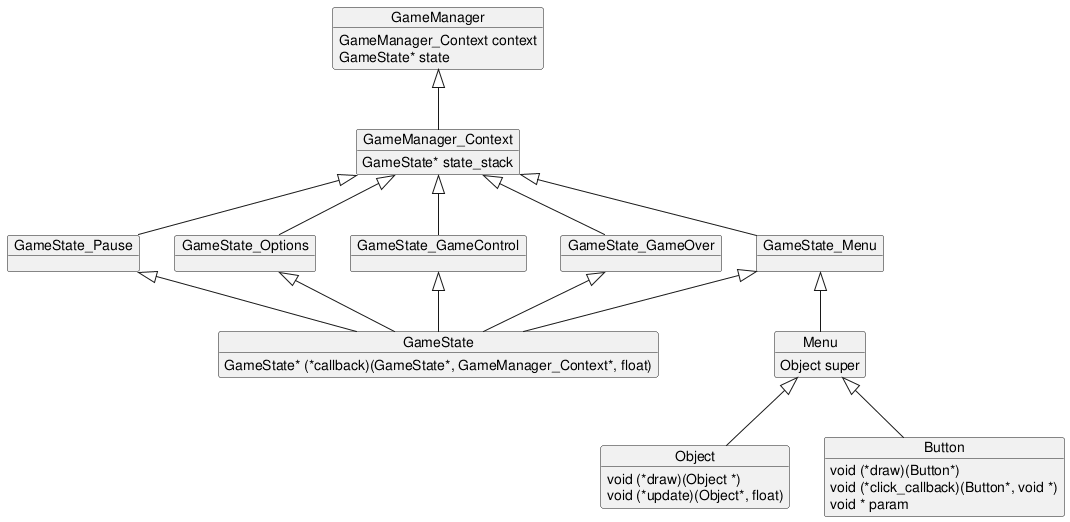 GameManager
GameManager_Context context
GameState* state
GameManager_Context
GameState* state_stack
GameState_Pause
GameState_Options
GameState_GameControl
GameState_GameOver
GameState_Menu
GameState
GameState* (*callback)(GameState*, GameManager_Context*, float)
Menu
Object super
Object
void (*draw)(Object *)
void (*update)(Object*, float)
Button
void (*draw)(Button*)
void (*click_callback)(Button*, void *)
void * param